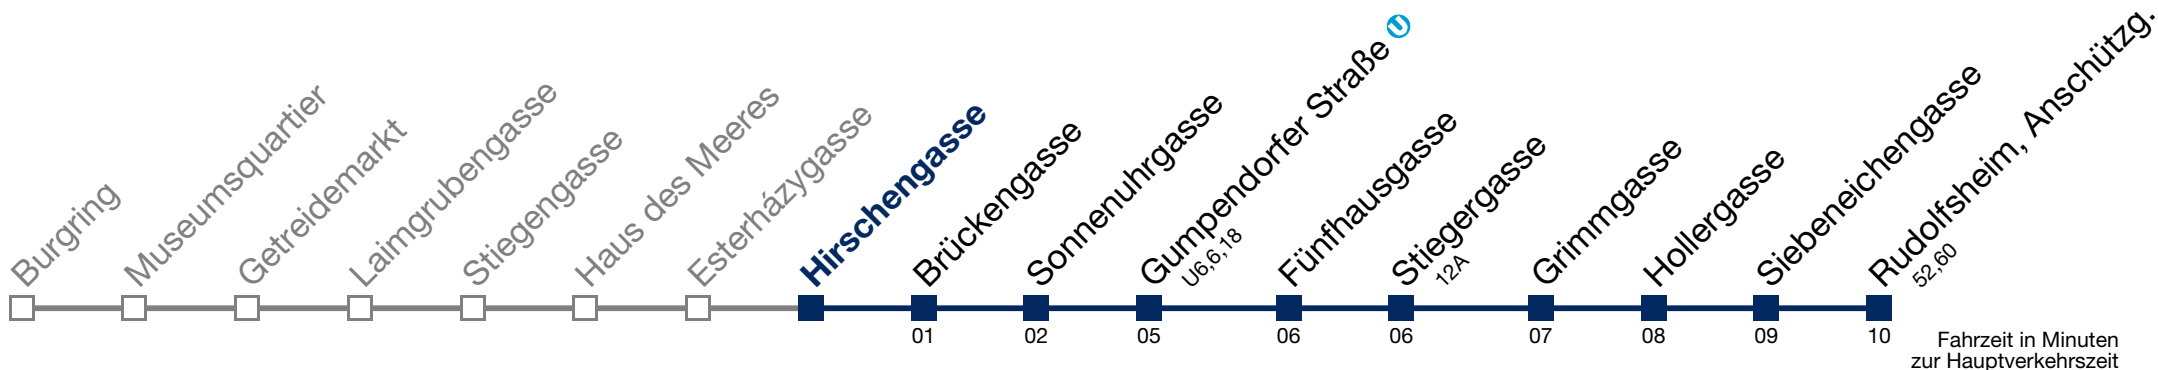 Burgring
Museumsquartier
Getreidemarkt
Laimgrubengasse
Stiegengasse
Haus des Meeres
Esterházygasse
Hirschengasse
Brückengasse
01
Sonnenuhrgasse
02
Gumpendorfer Straße U
U6,6,18
05
Fünfhausgasse
06
Stiegergasse
12A
06
Grimmgasse
07
Hollergasse
08
Siebeneichengasse
09
Rudolfsheim, Anschützg.
52,60
10
Fahrzeit in Minuten
zur Hauptverkehrszeit